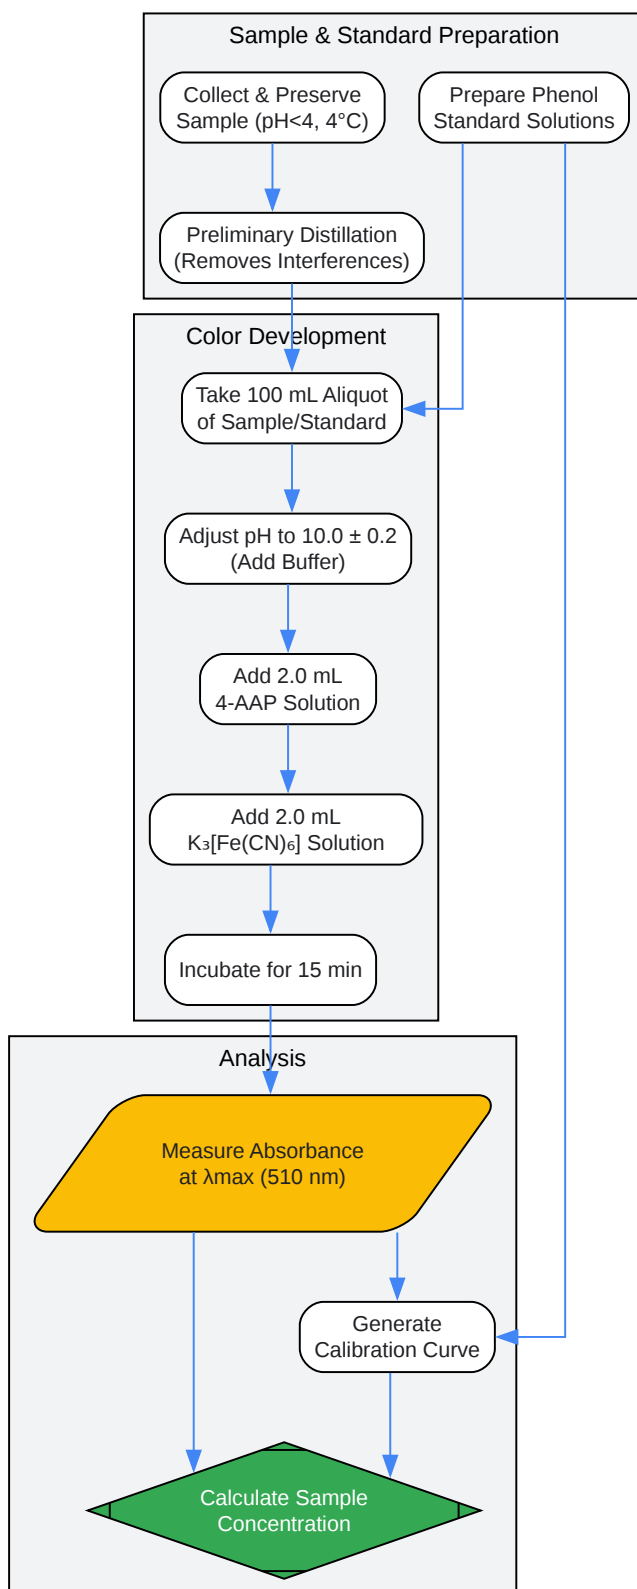 Sample & Standard Preparation
Collect & Preserve
Sample (pH<4, 4°C)
Prepare Phenol
Standard Solutions
Preliminary Distillation
(Removes Interferences)
Color Development
Take 100 mL Aliquot
of Sample/Standard
Adjust pH to 10.0 ± 0.2
(Add Buffer)
Add 2.0 mL
4-AAP Solution
Add 2.0 mL
K₃[Fe(CN)₆] Solution
Incubate for 15 min
Analysis
Measure Absorbance
at λmax (510 nm)
Generate
Calibration Curve
Calculate Sample
Concentration